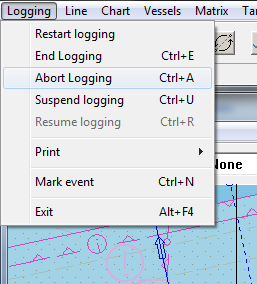 Logging Line Chart Vessels Matrix
Restart logging
End Logging Ctrl+E
Abort Logging Ctrl+A
Suspend logging Ctrl+U
Resume logging Ctrl+R
Print
None
Mark event Ctrl+N
Exit Alt+F4